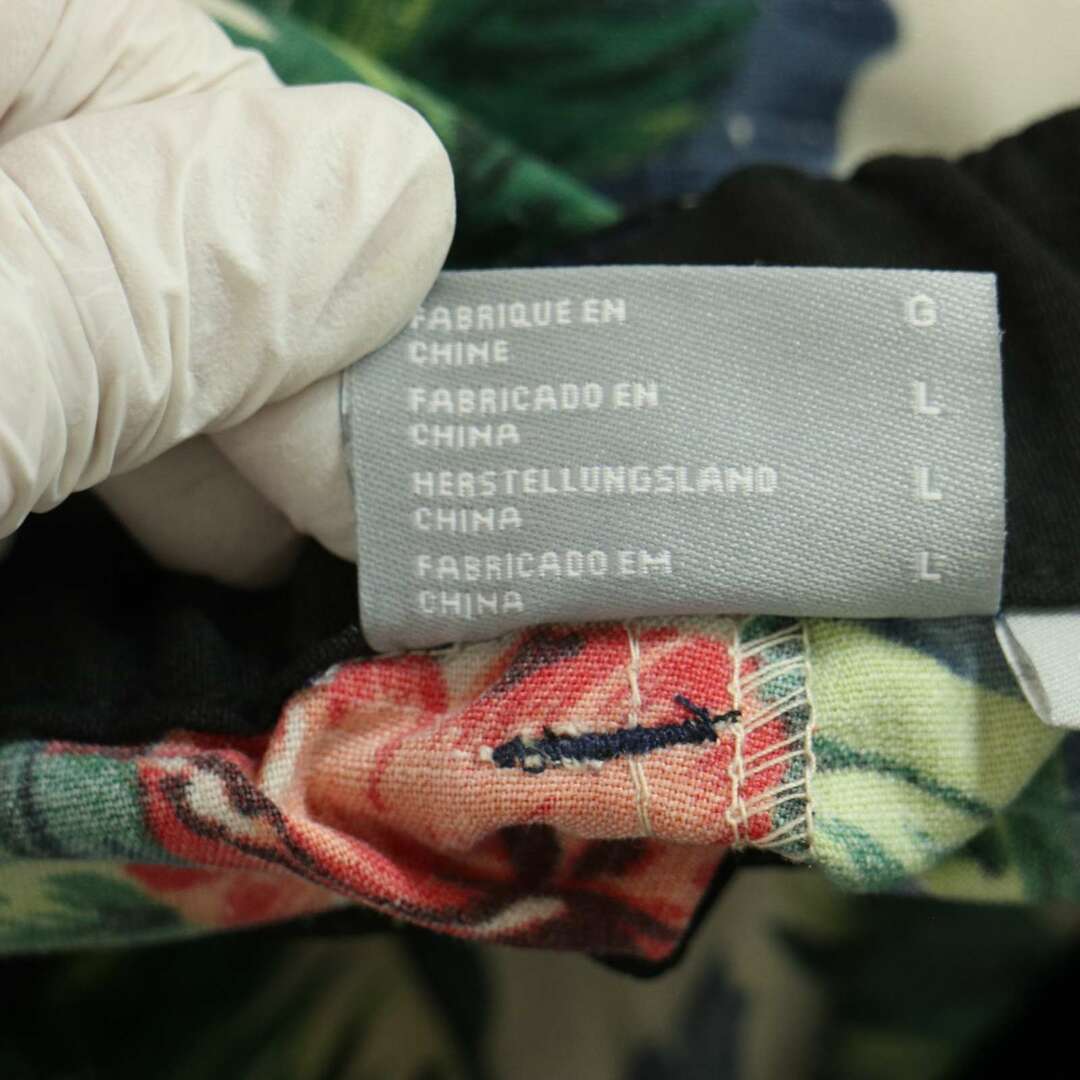 FABRIQUE EN G
CHINE
FABRICADO EN L
CHINA
HERSTELLUNGSLAND L
CHINA
FABRICADO EM L
CHINA